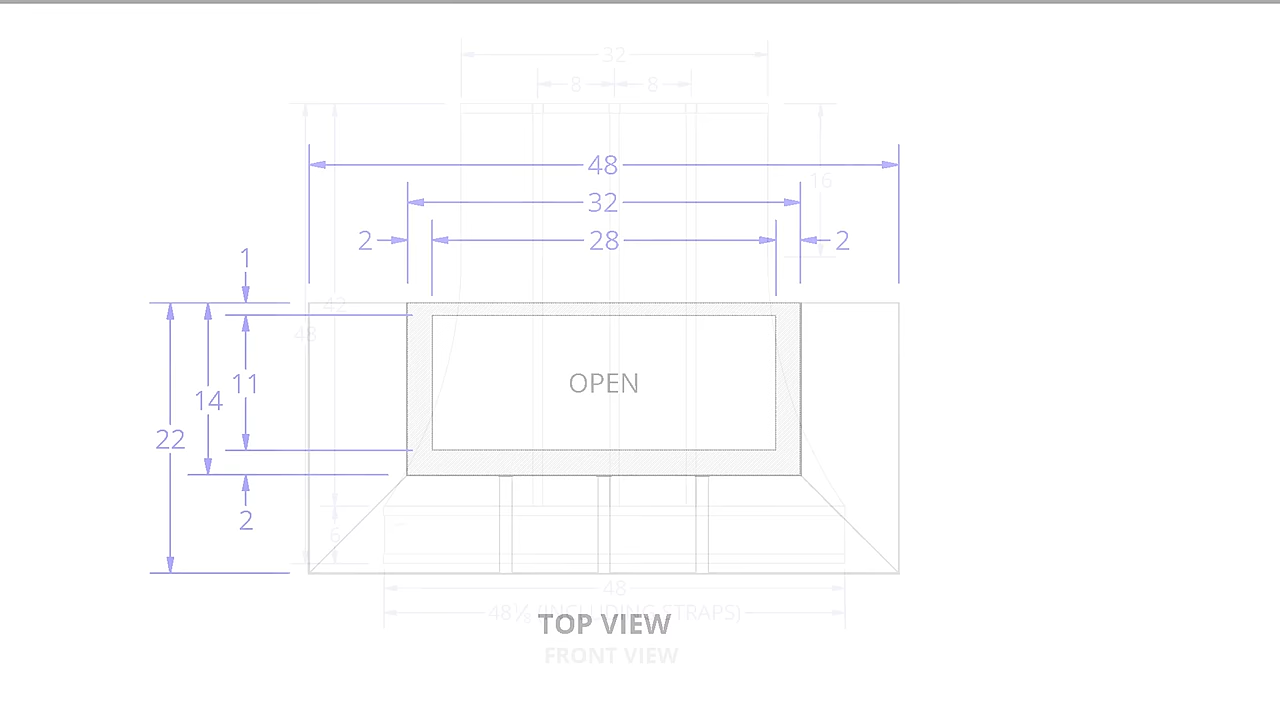 32
8 8
48
16
32
2 28 2
1
42
48
11
OPEN
14
22
2
6
48
48⅛ (INCLUDING STRAPS)
TOP VIEW
FRONT VIEW